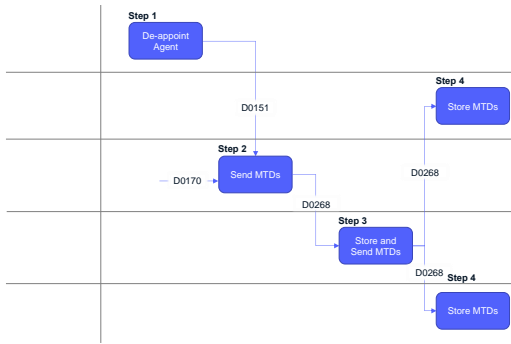 Step 1
De-appoint
Agent
Step 4
Store MTDs
D0151
Step 2
Send MTDs
D0170
D0268
D0268
Step 3
Store and
Send MTDs
D0268
Step 4
Store MTDs